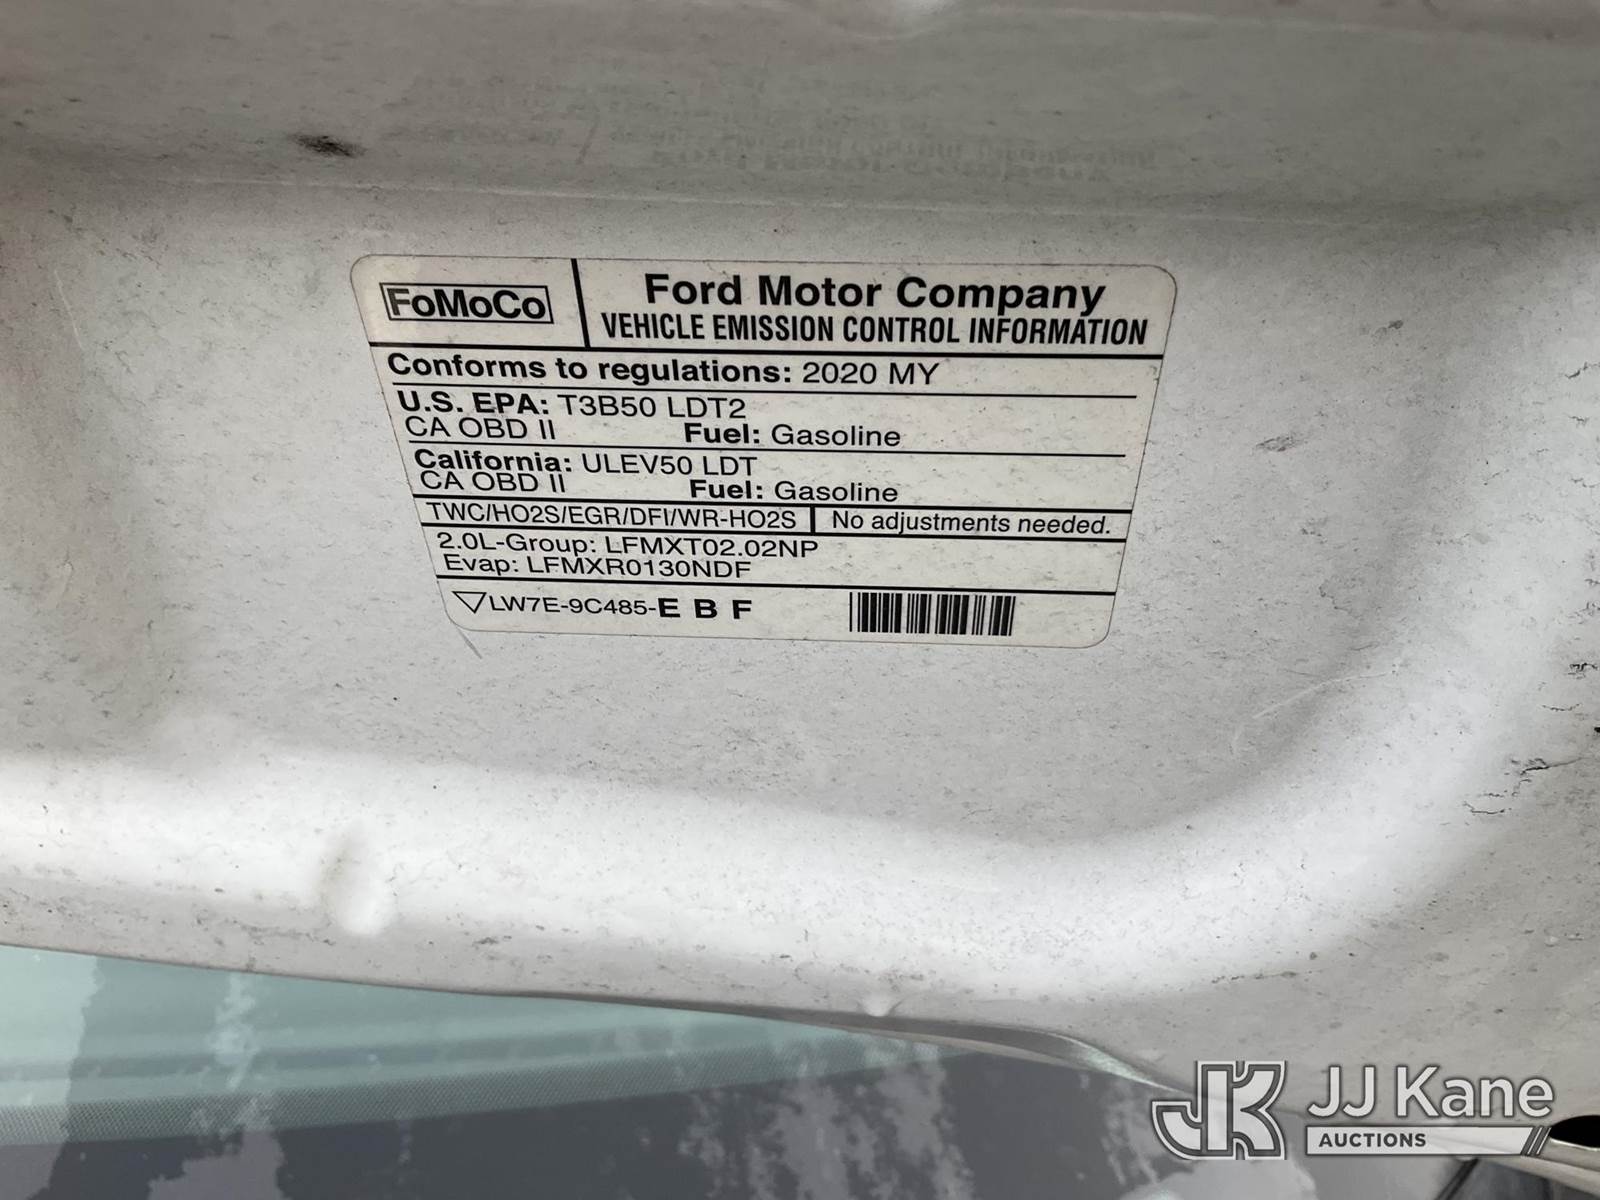 FoMoCo
Ford Motor Company
VEHICLE EMISSION CONTROL INFORMATION
Conforms to regulations: 2020 MY
U.S. EPA: T3B50 LDT2
CA OBD II Fuel: Gasoline
California: ULEV50 LDT
CA OBD II Fuel: Gasoline
TWC/HO2S/EGR/DFI/WR-HO2S No adjustments needed.
2.0L-Group: LFMXT02.02NP
Evap: LFMXR0130NDF
LW7E-9C485-E B F
JK JJ Kane
AUCTIONS